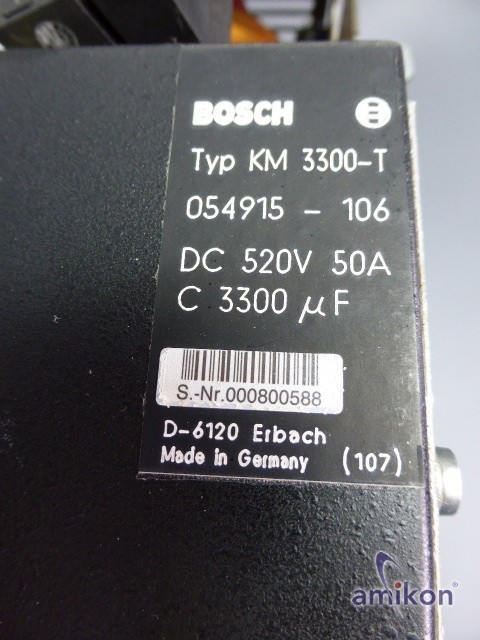 BOSCH
Typ KM 3300-T
054915 - 106
DC 520V 50A
C 3300 µF
S.-Nr.000800588
D-6120 Erbach
Made in Germany (107)
amikon®